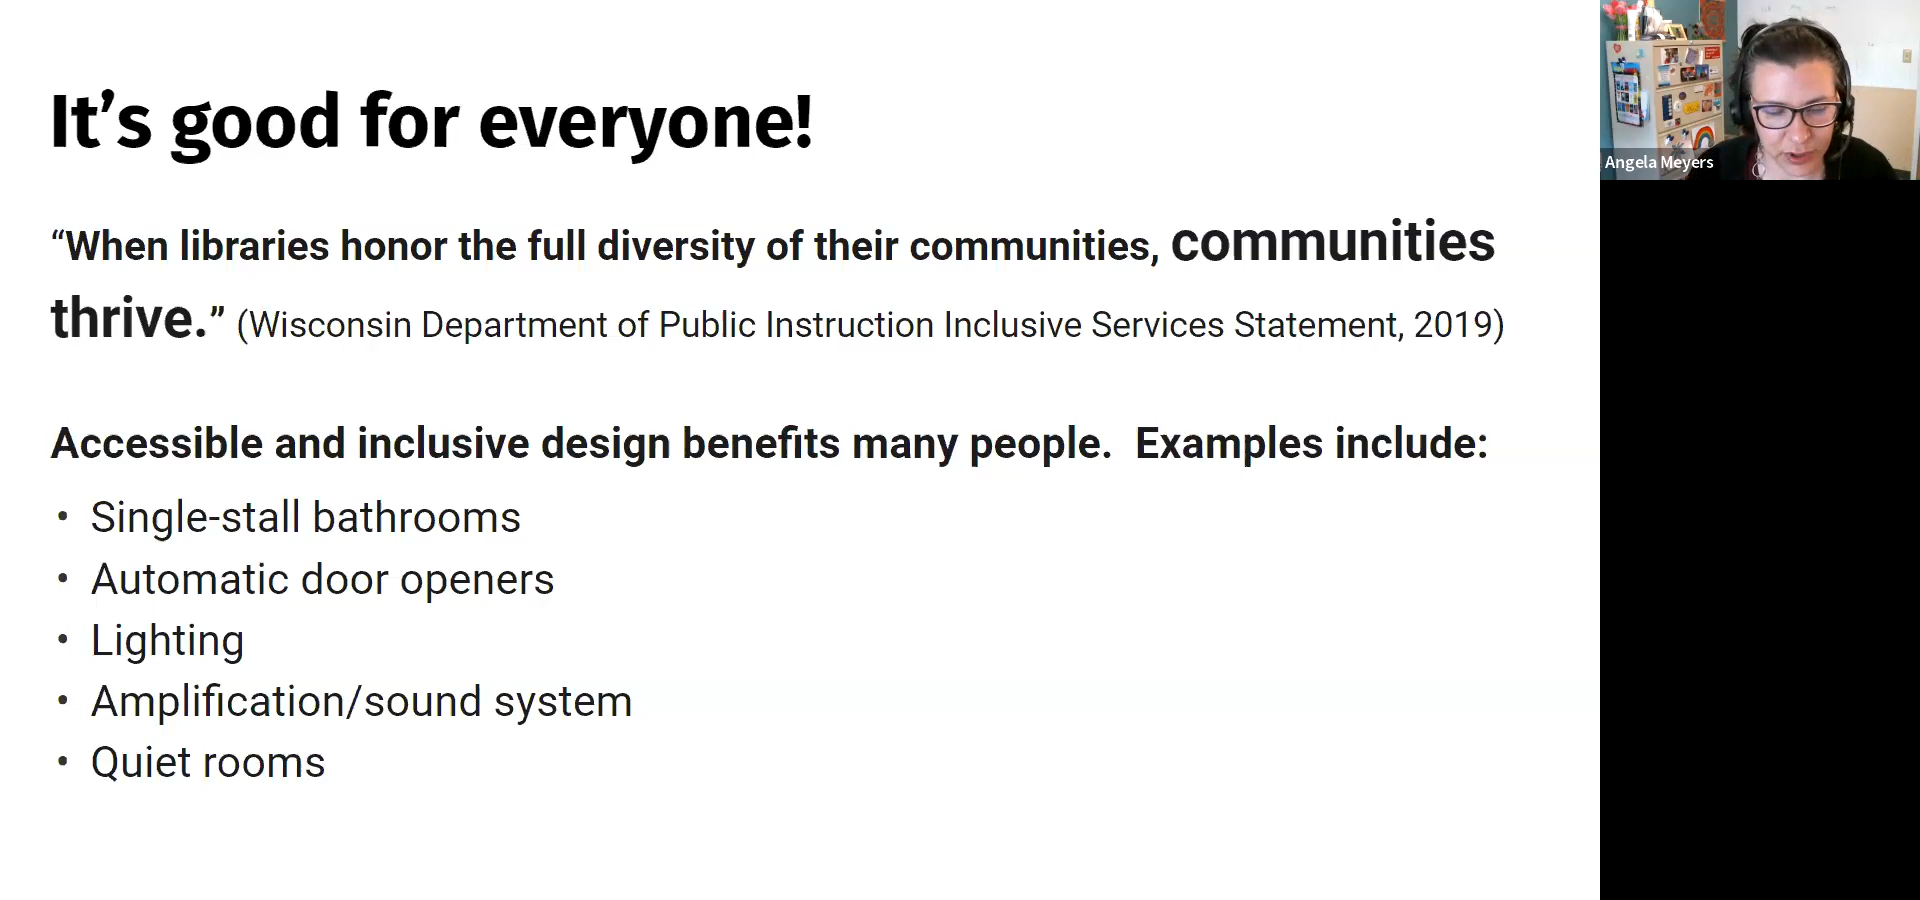 It’s good for everyone!
“When libraries honor the full diversity of their communities, communities
thrive.” (Wisconsin Department of Public Instruction Inclusive Services Statement, 2019)
Accessible and inclusive design benefits many people.  Examples include:
• Single-stall bathrooms
• Automatic door openers
• Lighting
• Amplification/sound system
• Quiet rooms
Angela Meyers